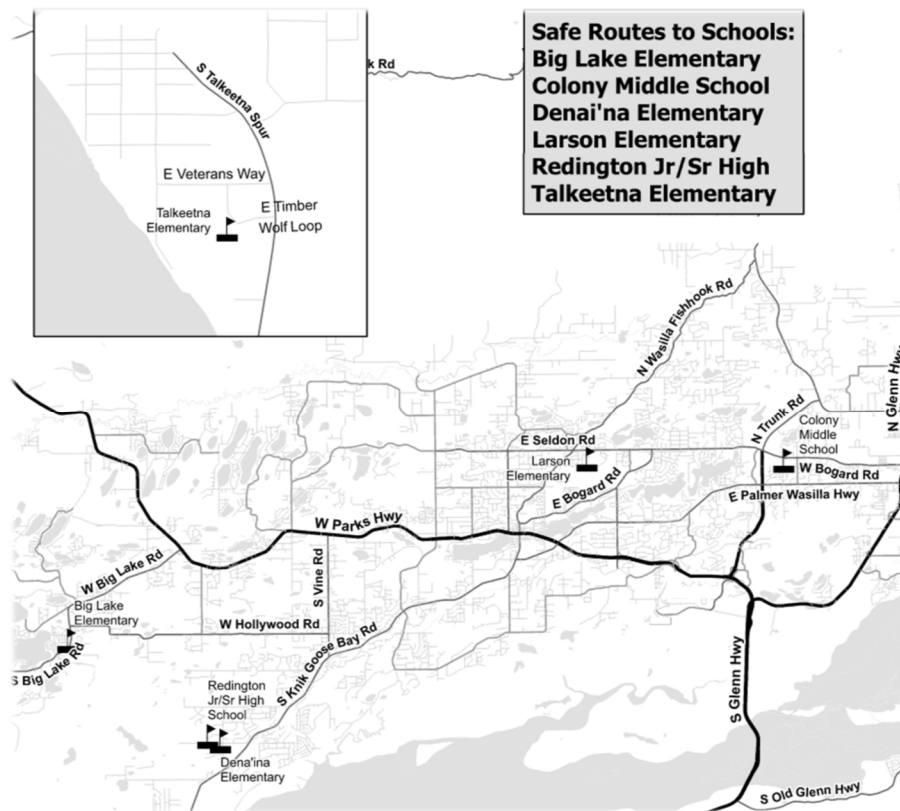 Safe Routes to Schools:
Big Lake Elementary
Colony Middle School
Denai'na Elementary
Larson Elementary
Redington Jr/Sr High
Talkeetna Elementary
k Rd
S Talkeetna Spur
E Veterans Way
Talkeetna
Elementary
E Timber
Wolf Loop
N Wasilla Fishhook Rd
N Glenn Hwy
N Trunk Rd
Colony
Middle
School
E Seldon Rd
Larson
Elementary
E Bogard Rd
W Bogard Rd
E Palmer Wasilla Hwy
W Parks Hwy
S Vine Rd
W Big Lake Rd
Big Lake
Elementary
W Hollywood Rd
S Big Lake Rd
S Knik Goose Bay Rd
Redington
Jr/Sr High
School
Dena'ina
Elementary
S Glenn Hwy
S Old Glenn Hwy